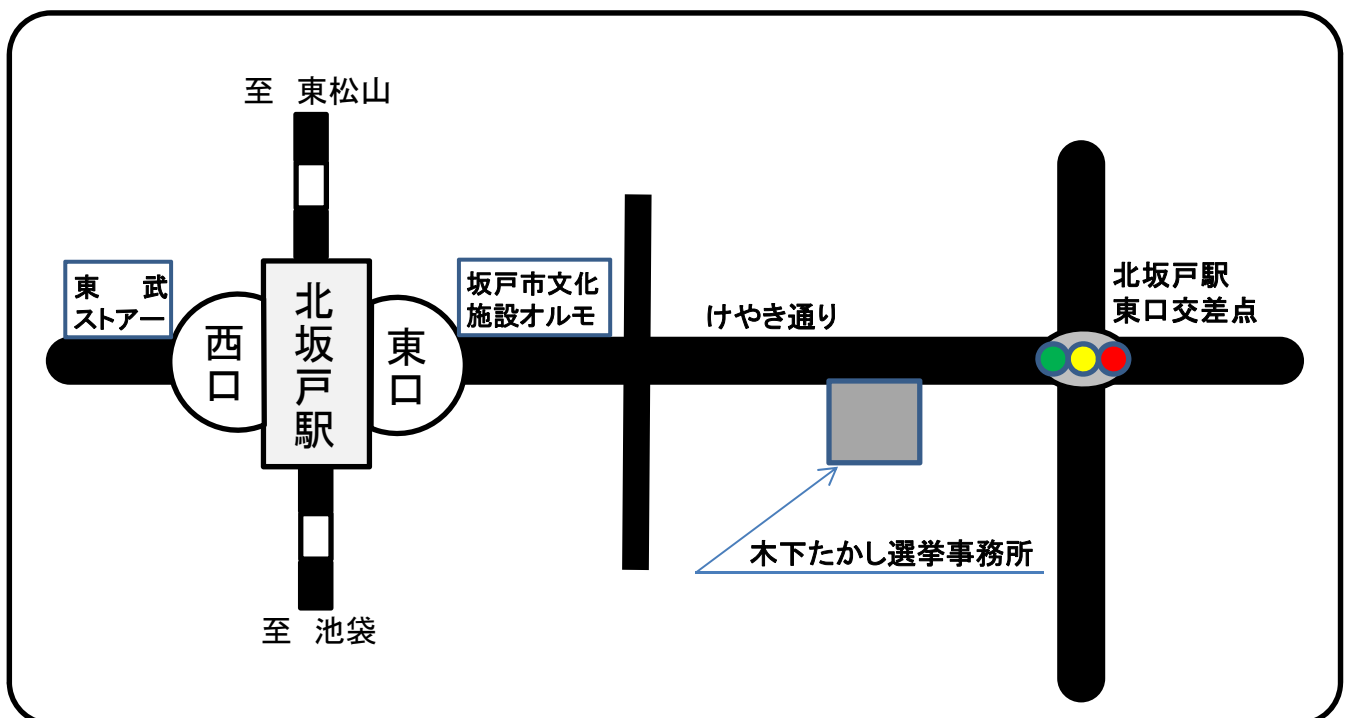 至 東松山
東 武
ストアー
西口
北坂戸駅
東口
坂戸市文化
施設オルモ
けやき通り
北坂戸駅
東口交差点
木下たかし選挙事務所
至 池袋